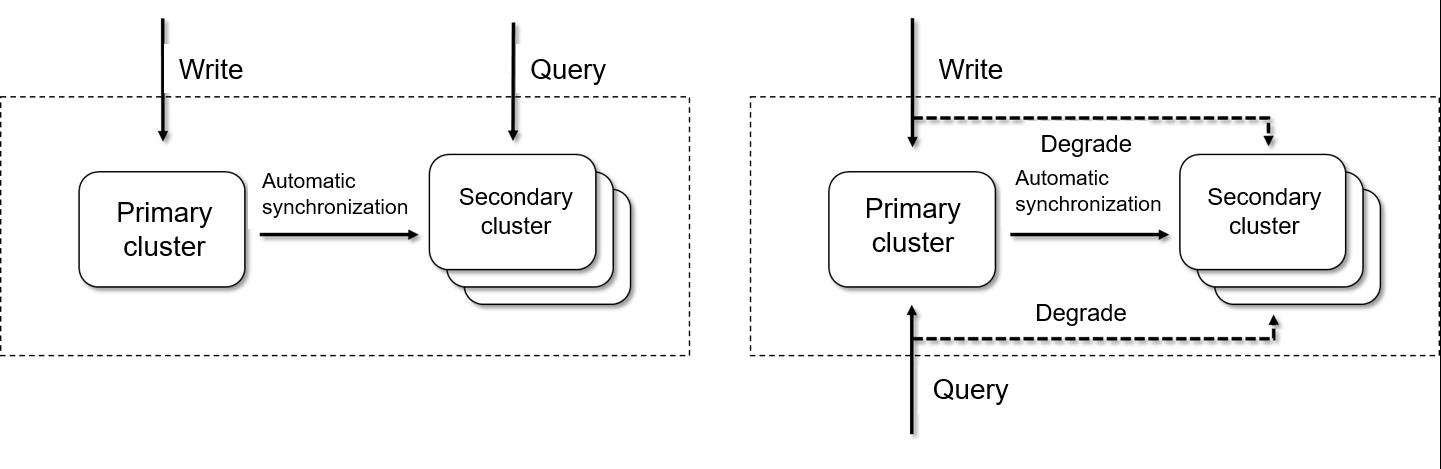 Write
Query
Primary
cluster
Automatic
synchronization
Secondary
cluster
Write
Degrade
Primary
cluster
Automatic
synchronization
Secondary
cluster
Degrade
Query